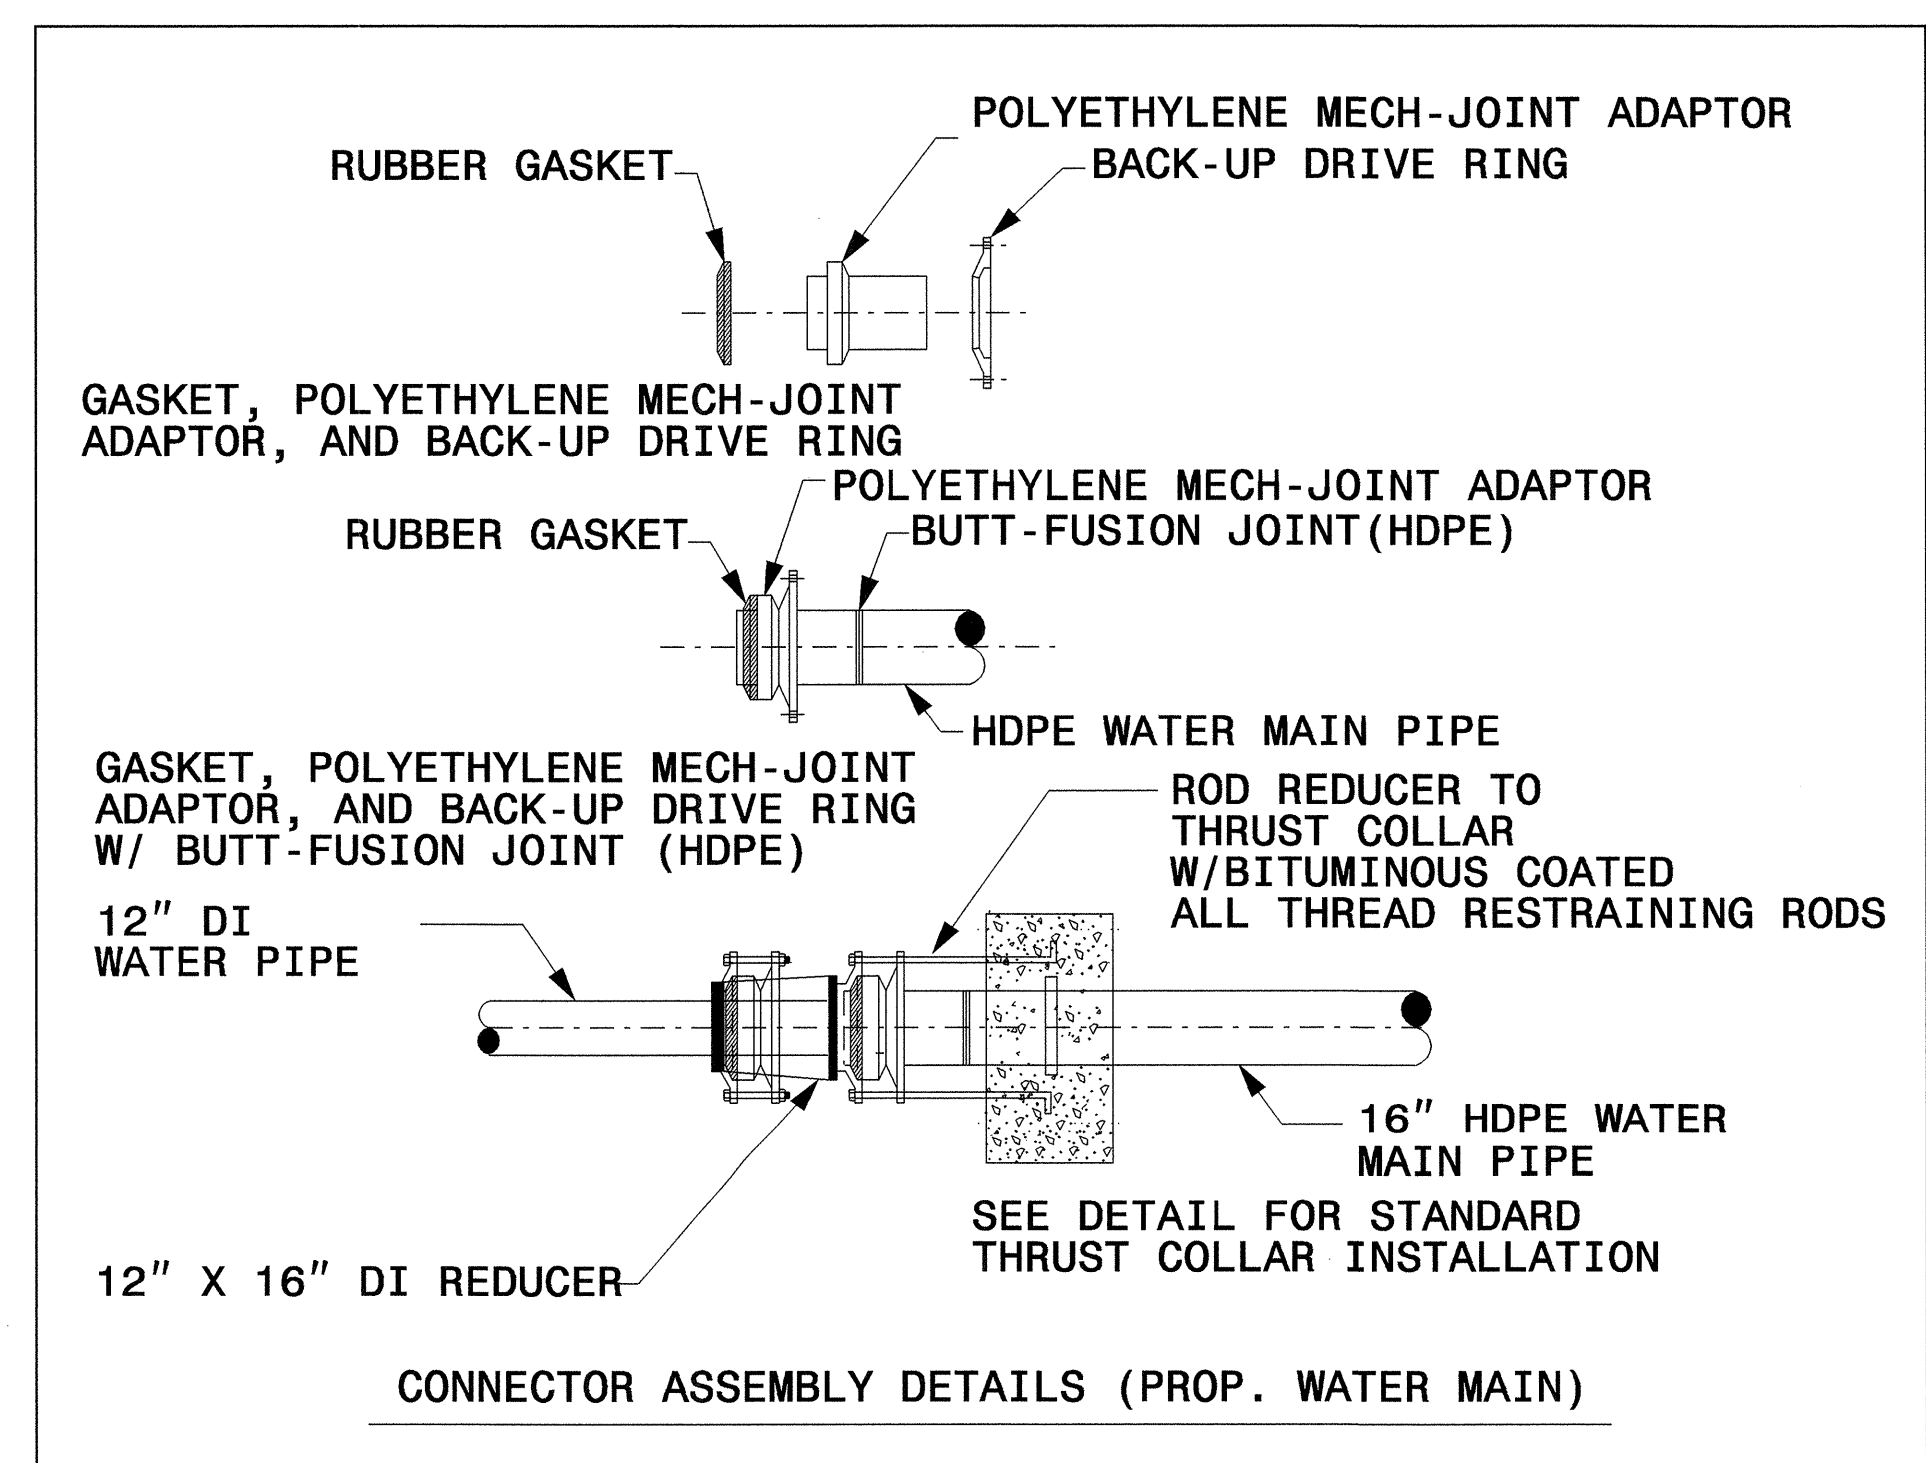 POLYETHYLENE MECH-JOINT ADAPTOR
RUBBER GASKET
BACK-UP DRIVE RING
GASKET, POLYETHYLENE MECH-JOINT
ADAPTOR, AND BACK-UP DRIVE RING
POLYETHYLENE MECH-JOINT ADAPTOR
RUBBER GASKET
BUTT-FUSION JOINT(HDPE)
HDPE WATER MAIN PIPE
GASKET, POLYETHYLENE MECH-JOINT
ADAPTOR, AND BACK-UP DRIVE RING
W/ BUTT-FUSION JOINT (HDPE)
ROD REDUCER TO
THRUST COLLAR
W/BITUMINOUS COATED
ALL THREAD RESTRAINING RODS
12" DI
WATER PIPE
16" HDPE WATER
MAIN PIPE
SEE DETAIL FOR STANDARD
THRUST COLLAR INSTALLATION
12" X 16" DI REDUCER
CONNECTOR ASSEMBLY DETAILS (PROP. WATER MAIN)